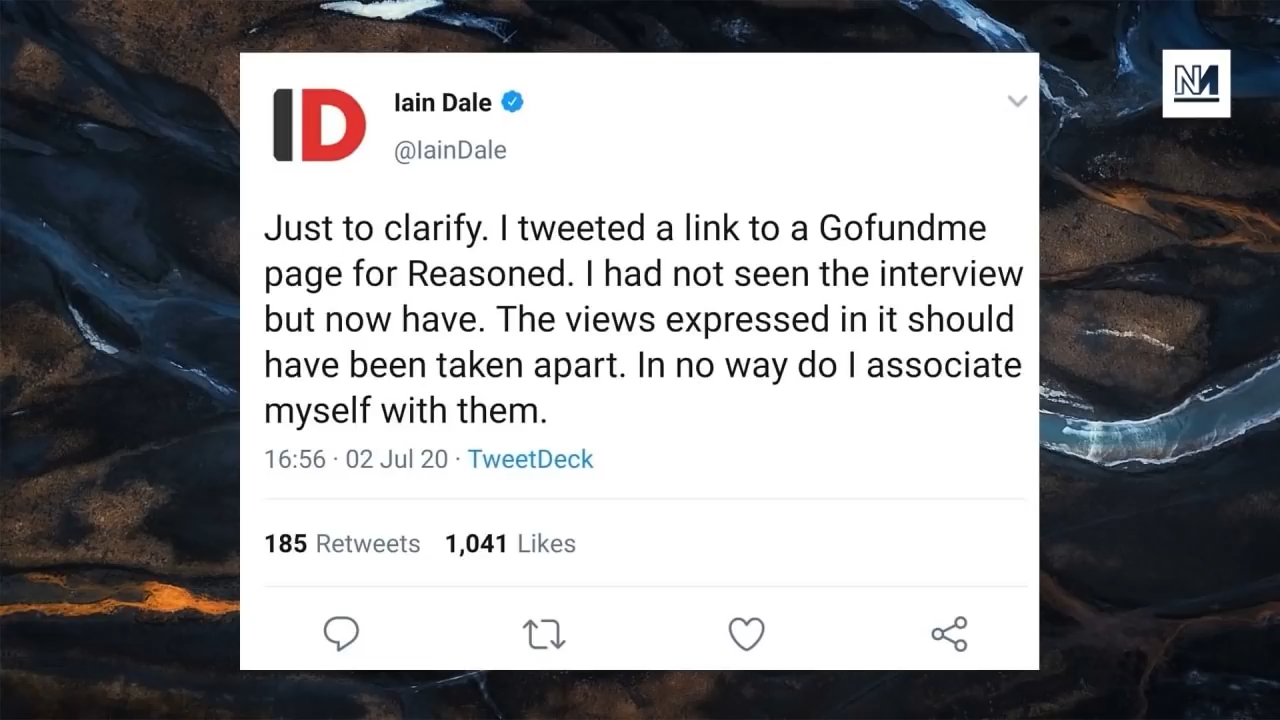 ID
Iain Dale
@IainDale
Just to clarify. I tweeted a link to a Gofundme
page for Reasoned. I had not seen the interview
but now have. The views expressed in it should
have been taken apart. In no way do I associate
myself with them.
16:56 · 02 Jul 20 · TweetDeck
185 Retweets 1,041 Likes
NM